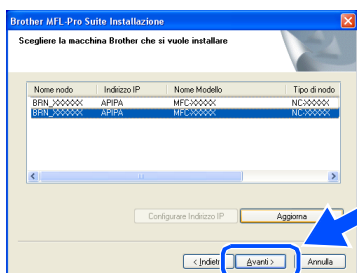 Brother MFL-Pro Suite Installazione
Scegliere la macchina Brother che si vuole installare
Nome nodo Indirizzo IP Nome Modello Tipo di nodo
BRN_XXXXXX APIPA MFC-XXXXX NC-XXXXX
BRN_XXXXXX APIPA MFC-XXXXX NC-XXXXX
Configurare Indirizzo IP Aggiorna
< Indietro Avanti > Annulla